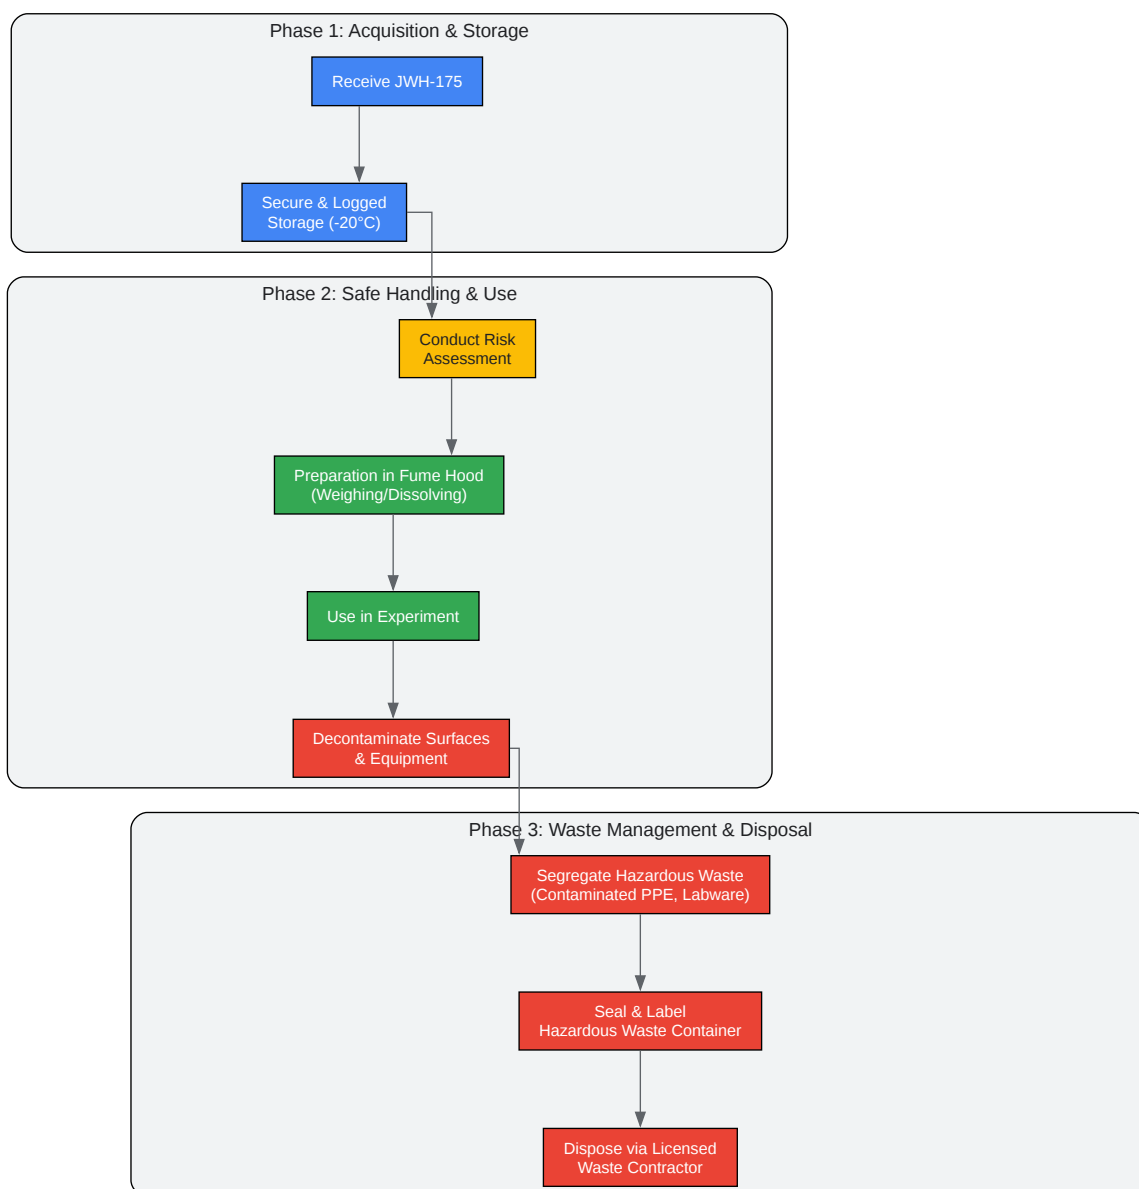 Phase 1: Acquisition & Storage
Receive JWH-175
Secure & Logged
Storage (-20°C)
Phase 2: Safe Handling & Use
Conduct Risk
Assessment
Preparation in Fume Hood
(Weighing/Dissolving)
Use in Experiment
Decontaminate Surfaces
& Equipment
Phase 3: Waste Management & Disposal
Segregate Hazardous Waste
(Contaminated PPE, Labware)
Seal & Label
Hazardous Waste Container
Dispose via Licensed
Waste Contractor